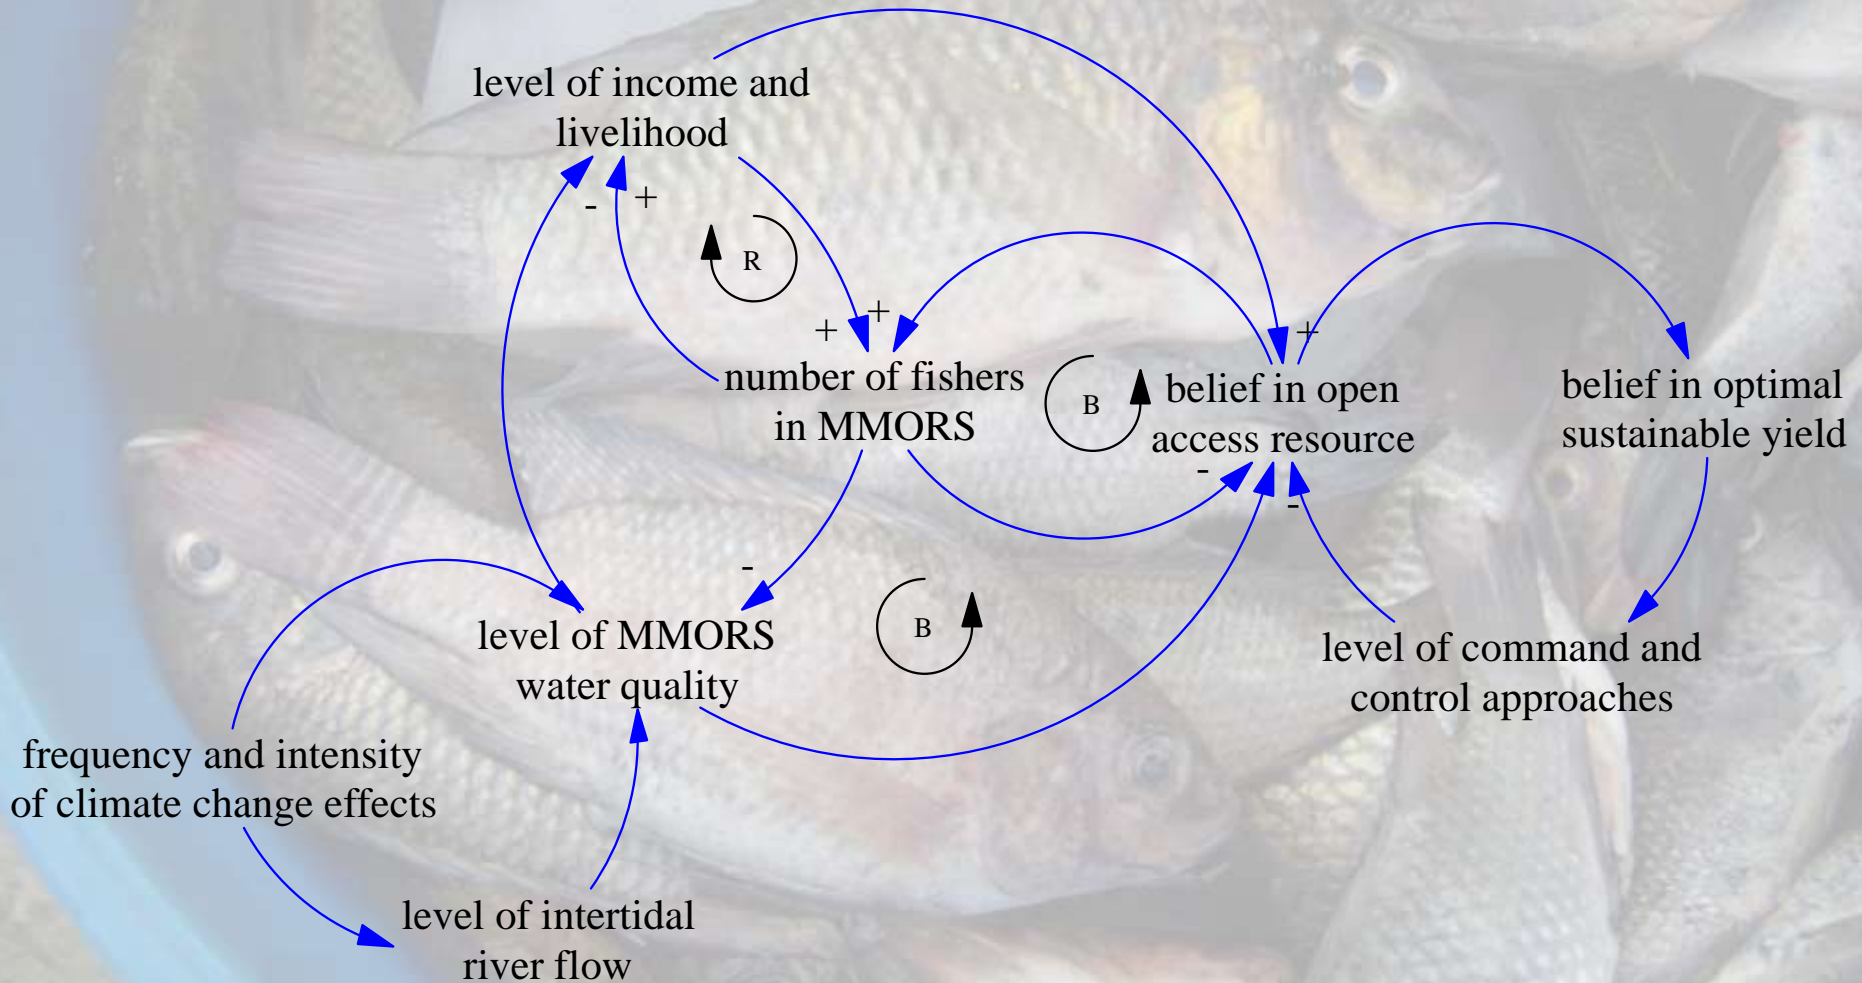 level of income and
livelihood
- +
R
+ +
+
number of fishers
in MMORS
B
belief in open
access resource
belief in optimal
sustainable yield
-
-
-
B
level of MMORS
water quality
level of command and
control approaches
frequency and intensity
of climate change effects
level of intertidal
river flow